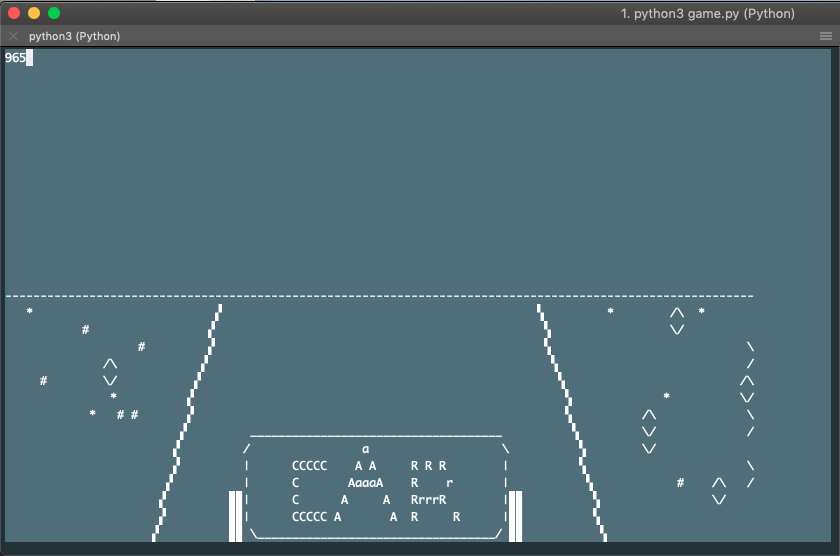 1. python3 game.py (Python)
python3 (Python)
965
--------------------------------------------------------------------------------
* * /\ *
# \/
# \
/\ /
# \/ /\
* * \/
* # # /\ \
\/ /
a \/
CCCCC A A R R R \
C AaaaA R r # /\ /
C A A RrrrR \/
CCCCC A A R R